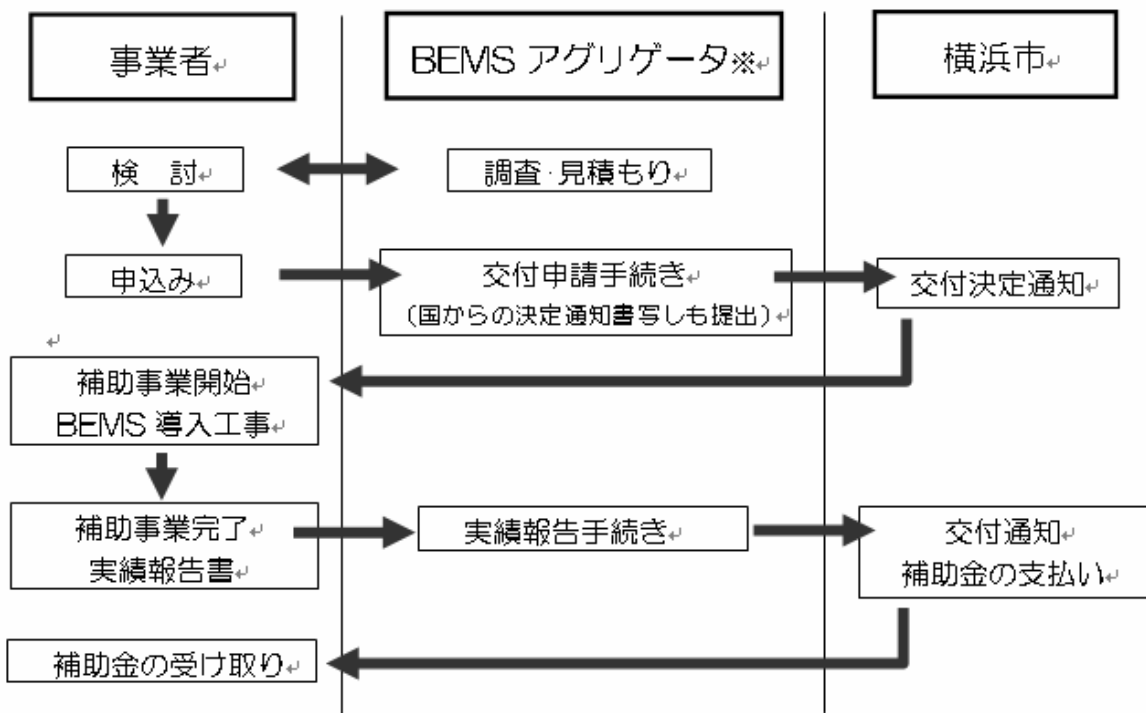 事業者
BEMS アグリゲータ※
横浜市
検　討
調査・見積もり
申込み
交付申請手続き
(国からの決定通知書写しも提出)
交付決定通知
補助事業開始
BEMS 導入工事
補助事業完了
実績報告書
実績報告手続き
交付通知
補助金の支払い
補助金の受け取り